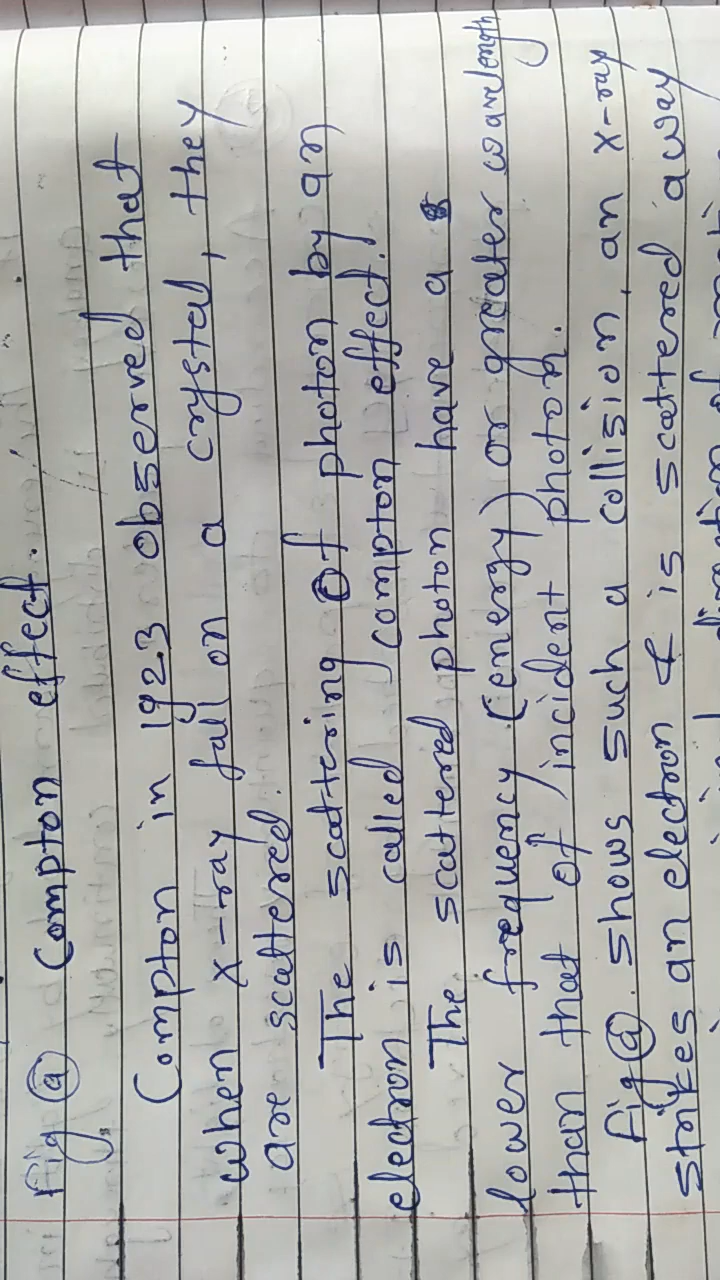 Fig (a) Compton effect.
Compton in 1923 observed that
when x-ray fall on a crystal, they
are scattered.
The scattering Of photon by an
electron is called compton effect.
The scattered photon have a
lower frequency (energy) or greater wavelength
than that of incident photon.
fig (a). shows such a collision, an x-ray
strikes an electron & is scattered away
direction of